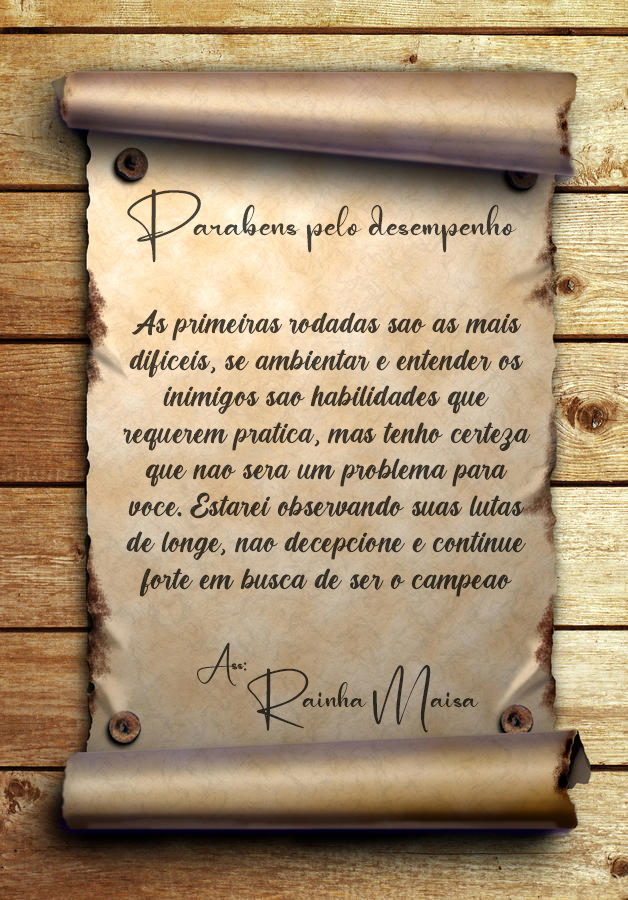 Parabens pelo desempenho
As primeiras rodadas sao as mais
dificeis, se ambientar e entender os
inimigos sao habilidades que
requerem pratica, mas tenho certeza
que nao sera um problema para
voce. Estarei observando suas lutas
de longe, nao decepcione e continue
forte em busca de ser o campeao
Ass:
Rainha Maisa